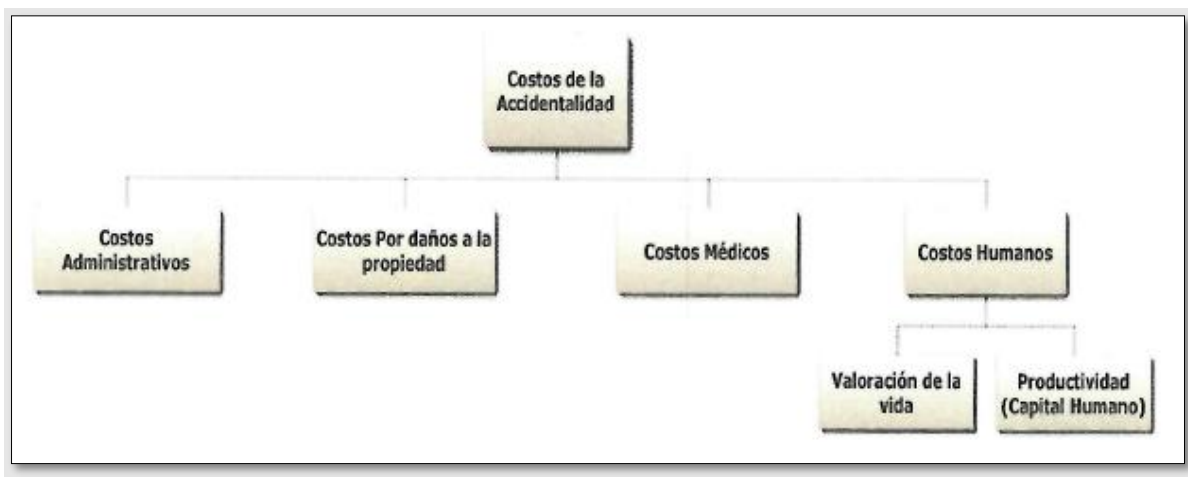 Costos de la
Accidentalidad
Costos
Administrativos
Costos Por daños a la
propiedad
Costos Médicos
Costos Humanos
Valoración de la
vida
Productividad
(Capital Humano)